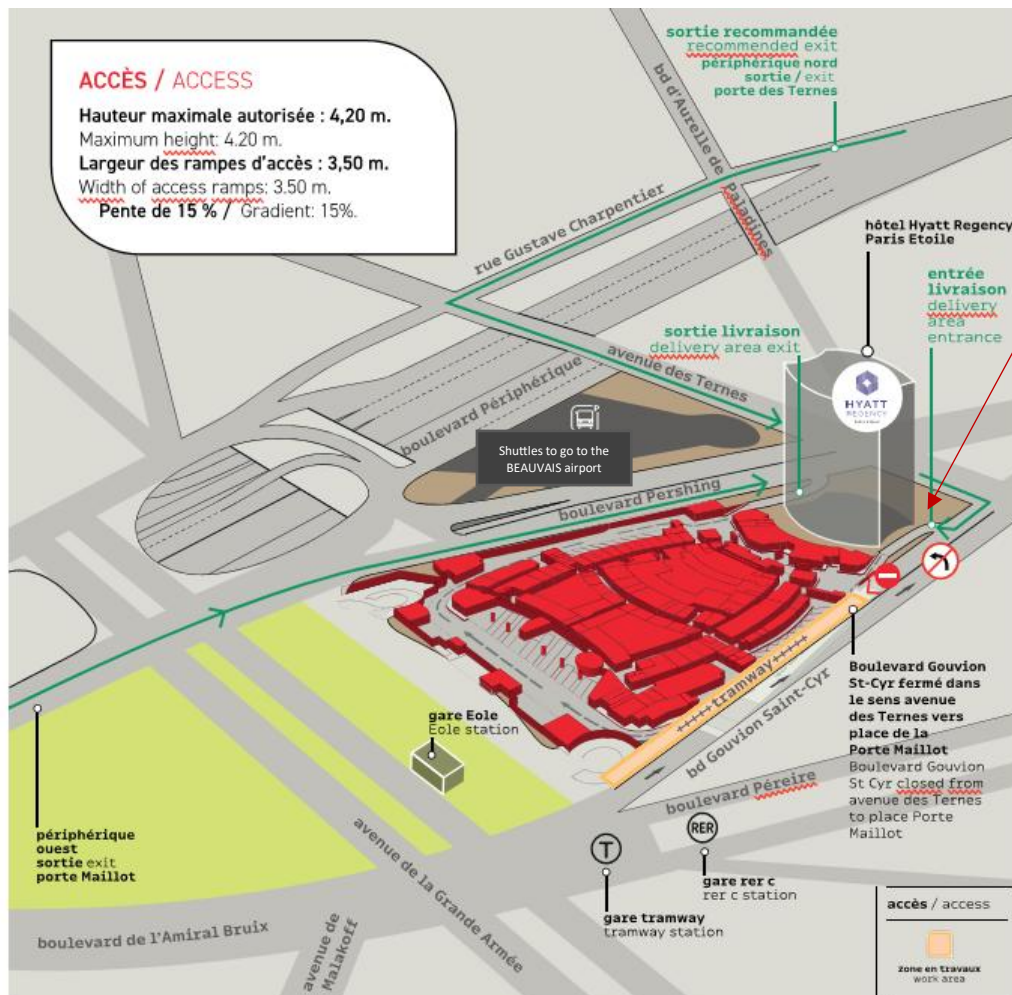 ACCÈS / ACCESS
Hauteur maximale autorisée : 4,20 m.
Maximum height: 4.20 m.
Largeur des rampes d'accès : 3,50 m.
Width of access ramps: 3.50 m.
Pente de 15 % / Gradient: 15%.
sortie recommandée
recommended exit
périphérique nord
sortie / exit
porte des Ternes
bd d'Aurelle de Paladines
rue Gustave Charpentier
hôtel Hyatt Regency
Paris Etoile
entrée
livraison
delivery
area
entrance
sortie livraison
delivery area exit
avenue des Ternes
boulevard Périphérique
HYATT
REGENCY
Shuttles to go to the
BEAUVAIS airport
boulevard Pershing
tramway
bd Gouvion Saint-Cyr
Boulevard Gouvion
St-Cyr fermé dans
le sens avenue
des Ternes vers
place de la
Porte Maillot
Boulevard Gouvion
St Cyr closed from
avenue des Ternes
to place Porte
Maillot
gare Eole
Eole station
boulevard Péreire
périphérique
ouest
sortie exit
porte Maillot
T
RER
gare rer c
rer c station
gare tramway
tramway station
avenue de la Grande Armée
boulevard de l'Amiral Bruix
avenue de
Malakoff
accès / access
zone en travaux
work area